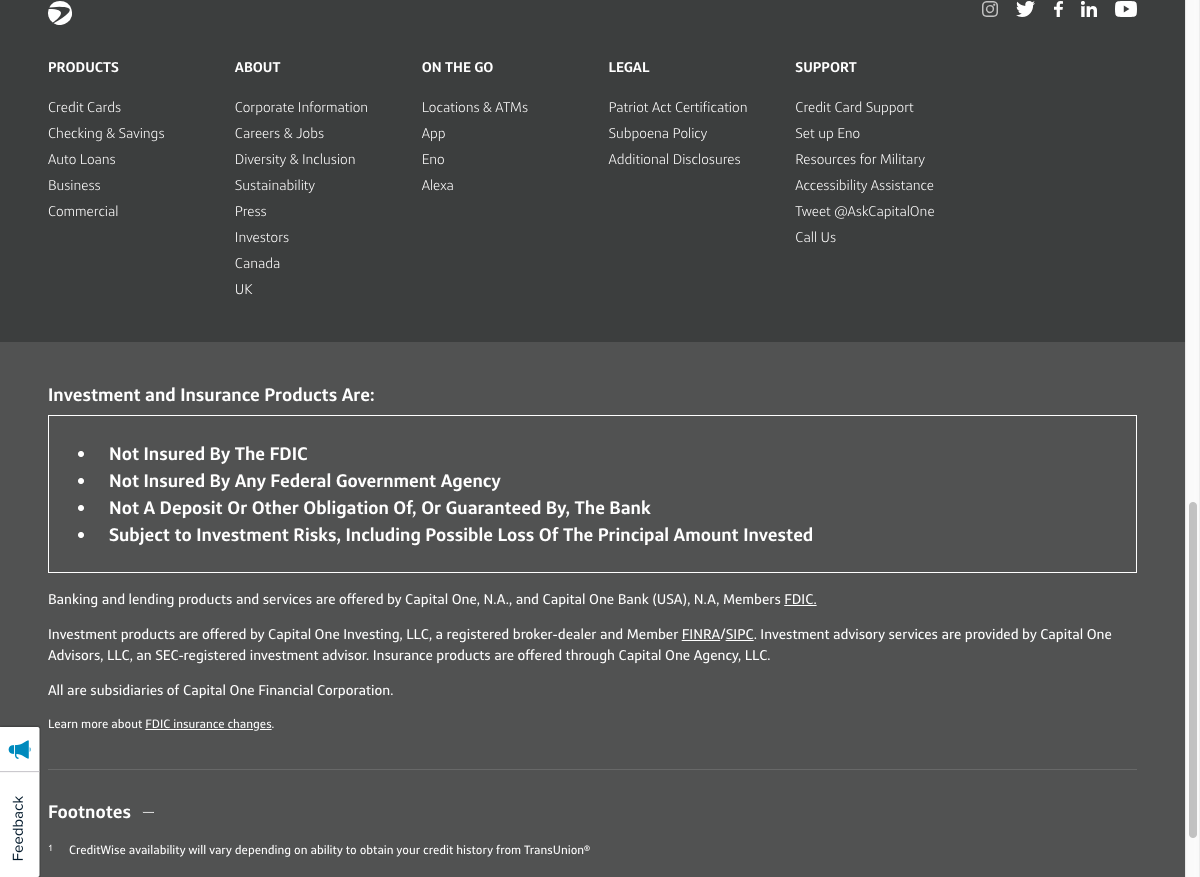 PRODUCTS
Credit Cards
Checking & Savings
Auto Loans
Business
Commercial
ABOUT
Corporate Information
Careers & Jobs
Diversity & Inclusion
Sustainability
Press
Investors
Canada
UK
ON THE GO
Locations & ATMs
App
Eno
Alexa
LEGAL
Patriot Act Certification
Subpoena Policy
Additional Disclosures
SUPPORT
Credit Card Support
Set up Eno
Resources for Military
Accessibility Assistance
Tweet @AskCapitalOne
Call Us
Investment and Insurance Products Are:
• Not Insured By The FDIC
• Not Insured By Any Federal Government Agency
• Not A Deposit Or Other Obligation Of, Or Guaranteed By, The Bank
• Subject to Investment Risks, Including Possible Loss Of The Principal Amount Invested
Banking and lending products and services are offered by Capital One, N.A., and Capital One Bank (USA), N.A, Members FDIC.
Investment products are offered by Capital One Investing, LLC, a registered broker-dealer and Member FINRA/SIPC. Investment advisory services are provided by Capital One
Advisors, LLC, an SEC-registered investment advisor. Insurance products are offered through Capital One Agency, LLC.
All are subsidiaries of Capital One Financial Corporation.
Learn more about FDIC insurance changes.
Feedback
Footnotes —
1 CreditWise availability will vary depending on ability to obtain your credit history from TransUnion®